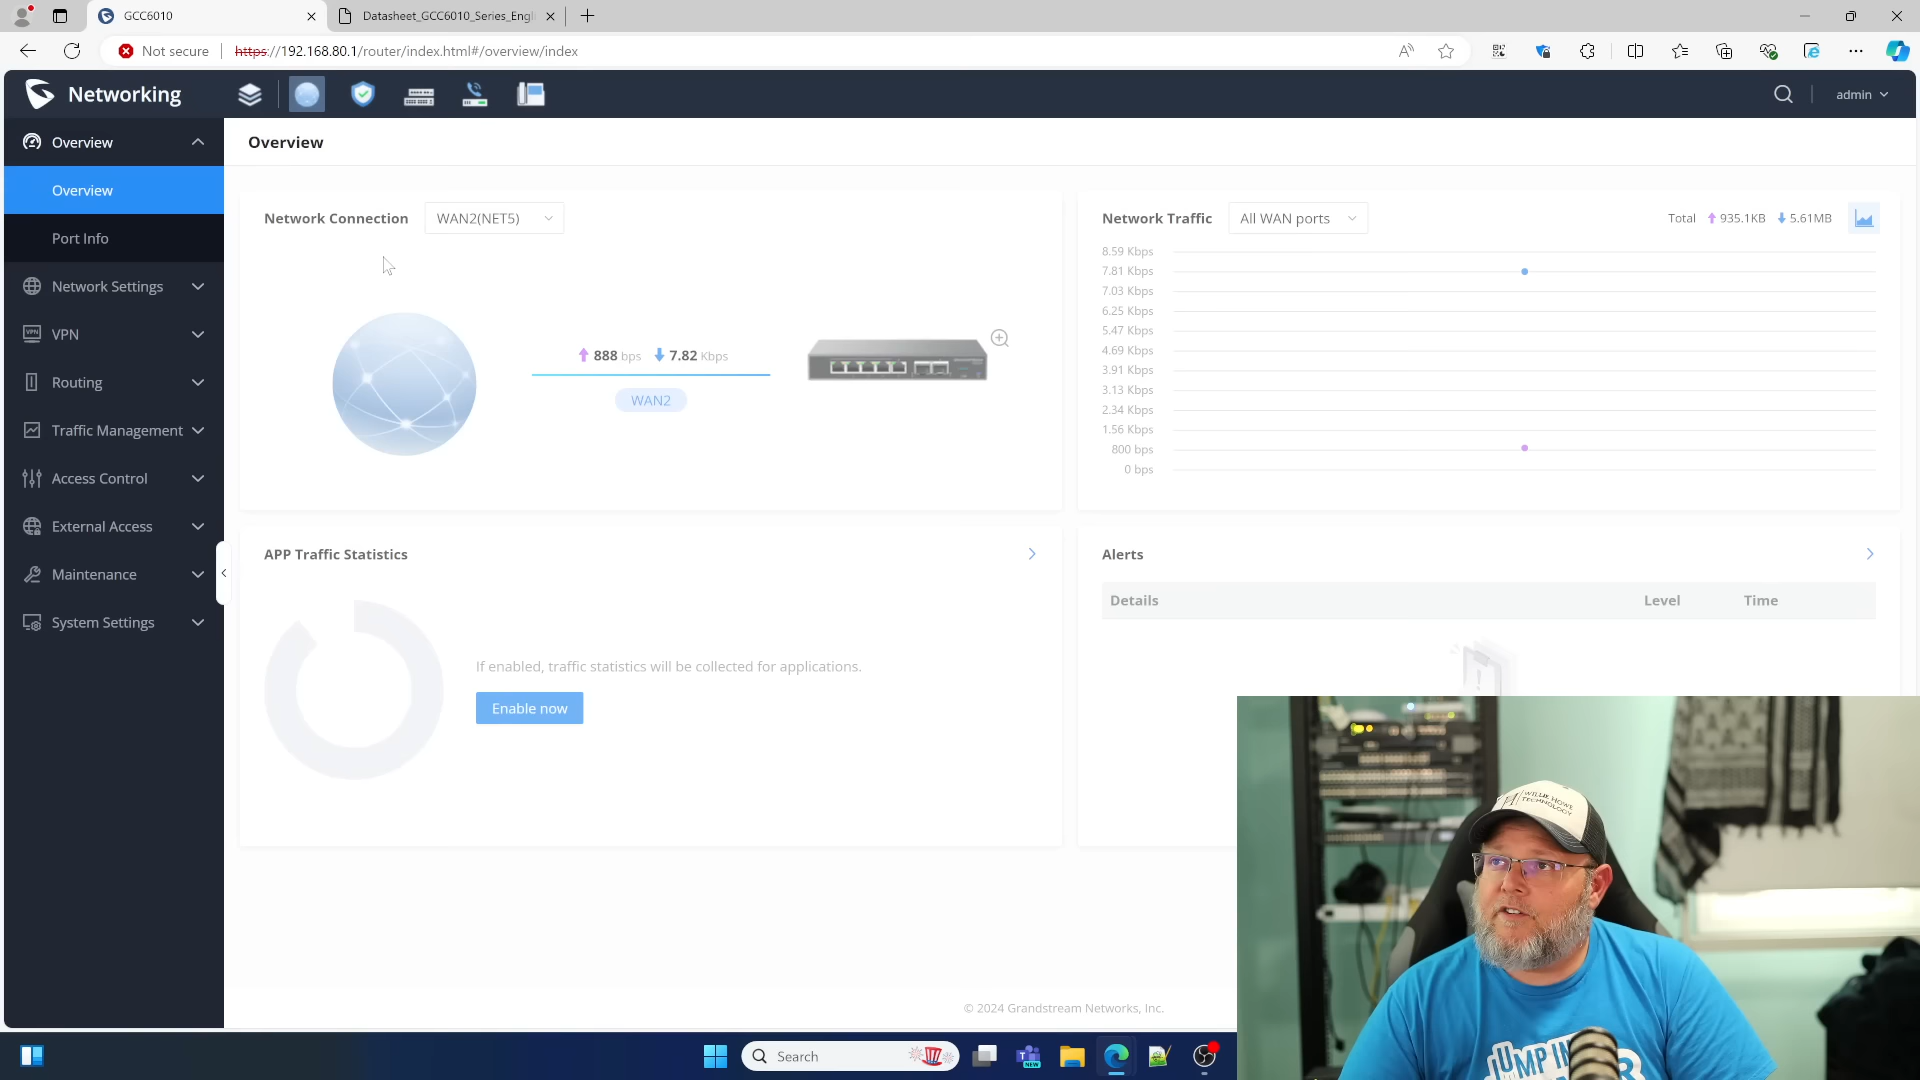 GCC6010
Datasheet_GCC6010_Series_Engli
Not secure
https://192.168.80.1/router/index.html#/overview/index
Networking
admin
Overview
Overview
Port Info
Network Settings
VPN
Routing
Traffic Management
Access Control
External Access
Maintenance
System Settings
Overview
Network Connection
WAN2(NET5)
888 bps
7.82 Kbps
WAN2
Network Traffic
All WAN ports
Total
935.1KB
5.61MB
8.59 Kbps
7.81 Kbps
7.03 Kbps
6.25 Kbps
5.47 Kbps
4.69 Kbps
3.91 Kbps
3.13 Kbps
2.34 Kbps
1.56 Kbps
800 bps
0 bps
APP Traffic Statistics
If enabled, traffic statistics will be collected for applications.
Enable now
Alerts
Details Level Time
© 2024 Grandstream Networks, Inc.
WILLIE HOWE
TECHNOLOGY
Search
NEW